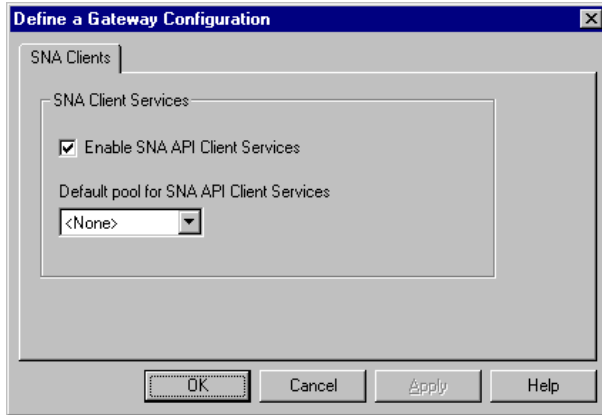 Define a Gateway Configuration
SNA Clients
SNA Client Services
Enable SNA API Client Services
Default pool for SNA API Client Services
<None>
OK Cancel Apply Help